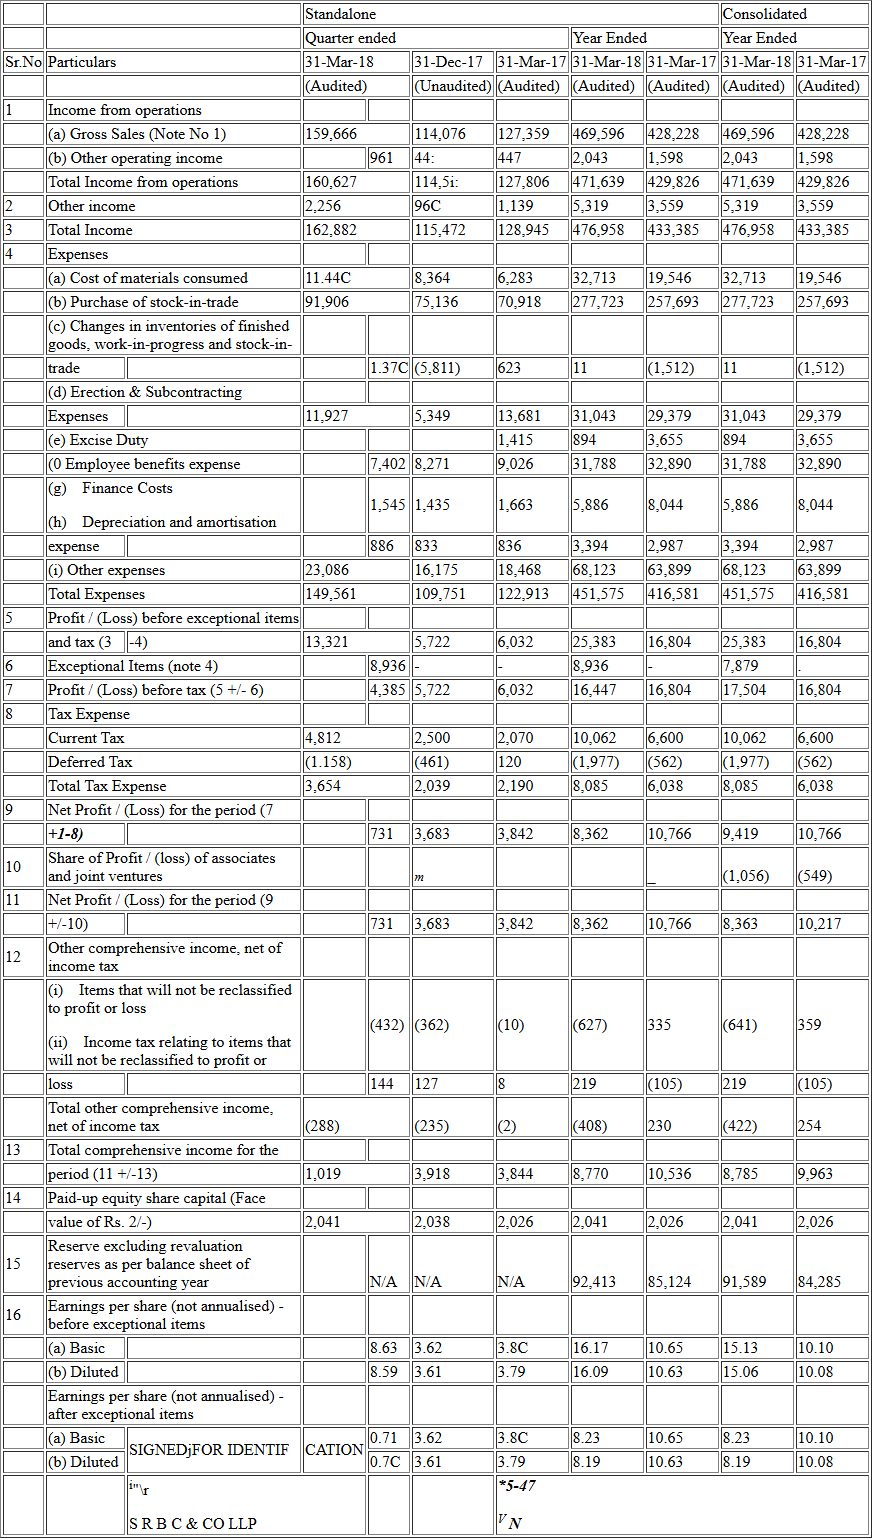 Standalone Consolidated
Quarter ended Year Ended Year Ended
Sr.No Particulars 31-Mar-18 31-Dec-17 31-Mar-17 31-Mar-18 31-Mar-17 31-Mar-18 31-Mar-17
(Audited) (Unaudited) (Audited) (Audited) (Audited) (Audited) (Audited)
1 Income from operations
(a) Gross Sales (Note No 1) 159,666 114,076 127,359 469,596 428,228 469,596 428,228
(b) Other operating income 961 44: 447 2,043 1,598 2,043 1,598
Total Income from operations 160,627 114,5i: 127,806 471,639 429,826 471,639 429,826
2 Other income 2,256 96C 1,139 5,319 3,559 5,319 3,559
3 Total Income 162,882 115,472 128,945 476,958 433,385 476,958 433,385
4 Expenses
(a) Cost of materials consumed 11.44C 8,364 6,283 32,713 19,546 32,713 19,546
(b) Purchase of stock-in-trade 91,906 75,136 70,918 277,723 257,693 277,723 257,693
(c) Changes in inventories of finished
goods, work-in-progress and stock-in-
trade 1.37C (5,811) 623 11 (1,512) 11 (1,512)
(d) Erection & Subcontracting
Expenses 11,927 5,349 13,681 31,043 29,379 31,043 29,379
(e) Excise Duty 1,415 894 3,655 894 3,655
(0 Employee benefits expense 7,402 8,271 9,026 31,788 32,890 31,788 32,890
(g) Finance Costs
1,545 1,435 1,663 5,886 8,044 5,886 8,044
(h) Depreciation and amortisation
expense 886 833 836 3,394 2,987 3,394 2,987
(i) Other expenses 23,086 16,175 18,468 68,123 63,899 68,123 63,899
Total Expenses 149,561 109,751 122,913 451,575 416,581 451,575 416,581
5 Profit / (Loss) before exceptional items
and tax (3 -4) 13,321 5,722 6,032 25,383 16,804 25,383 16,804
6 Exceptional Items (note 4) 8,936 - - 8,936 - 7,879 .
7 Profit / (Loss) before tax (5 +/- 6) 4,385 5,722 6,032 16,447 16,804 17,504 16,804
8 Tax Expense
Current Tax 4,812 2,500 2,070 10,062 6,600 10,062 6,600
Deferred Tax (1.158) (461) 120 (1,977) (562) (1,977) (562)
Total Tax Expense 3,654 2,039 2,190 8,085 6,038 8,085 6,038
9 Net Profit / (Loss) for the period (7
+1-8) 731 3,683 3,842 8,362 10,766 9,419 10,766
10 Share of Profit / (loss) of associates
and joint ventures m _ (1,056) (549)
11 Net Profit / (Loss) for the period (9
+/-10) 731 3,683 3,842 8,362 10,766 8,363 10,217
12 Other comprehensive income, net of
income tax
(i) Items that will not be reclassified
to profit or loss
(432) (362) (10) (627) 335 (641) 359
(ii) Income tax relating to items that
will not be reclassified to profit or
loss 144 127 8 219 (105) 219 (105)
Total other comprehensive income,
net of income tax (288) (235) (2) (408) 230 (422) 254
13 Total comprehensive income for the
period (11 +/-13) 1,019 3,918 3,844 8,770 10,536 8,785 9,963
14 Paid-up equity share capital (Face
value of Rs. 2/-) 2,041 2,038 2,026 2,041 2,026 2,041 2,026
15 Reserve excluding revaluation
reserves as per balance sheet of
previous accounting year N/A N/A N/A 92,413 85,124 91,589 84,285
16 Earnings per share (not annualised) -
before exceptional items
(a) Basic 8.63 3.62 3.8C 16.17 10.65 15.13 10.10
(b) Diluted 8.59 3.61 3.79 16.09 10.63 15.06 10.08
Earnings per share (not annualised) -
after exceptional items
(a) Basic 0.71 3.62 3.8C 8.23 10.65 8.23 10.10
SIGNEDjFOR IDENTIF CATION
(b) Diluted 0.7C 3.61 3.79 8.19 10.63 8.19 10.08
i"\r *5-47
S R B C & CO LLP V N